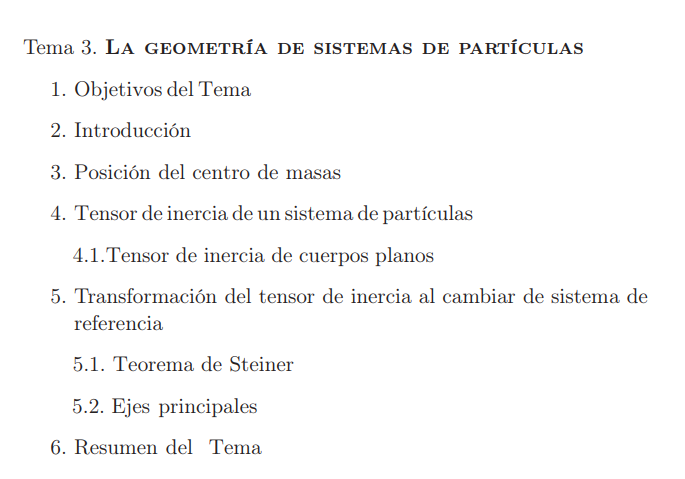 Tema 3. LA GEOMETRÍA DE SISTEMAS DE PARTÍCULAS
1. Objetivos del Tema
2. Introducción
3. Posición del centro de masas
4. Tensor de inercia de un sistema de partículas
4.1.Tensor de inercia de cuerpos planos
5. Transformación del tensor de inercia al cambiar de sistema de
referencia
5.1. Teorema de Steiner
5.2. Ejes principales
6. Resumen del Tema